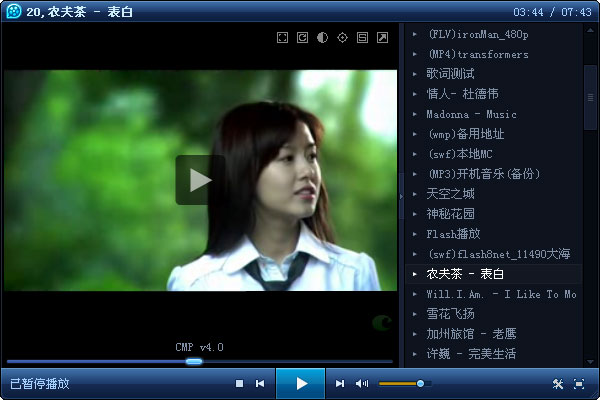 20,农夫茶 - 表白
03:44 / 07:43
(FLV)ironMan_480p
(MP4)transformers
歌词测试
情人- 杜德伟
Madonna - Music
(wmp)备用地址
(swf)本地MC
(MP3)开机音乐(备份)
天空之城
神秘花园
Flash播放
(swf)flash8net_11490大海
农夫茶 - 表白
Will.I.Am. - I Like To Mo
雪花飞扬
加州旅馆 - 老鹰
许巍 - 完美生活
CMP v4.0
已暂停播放